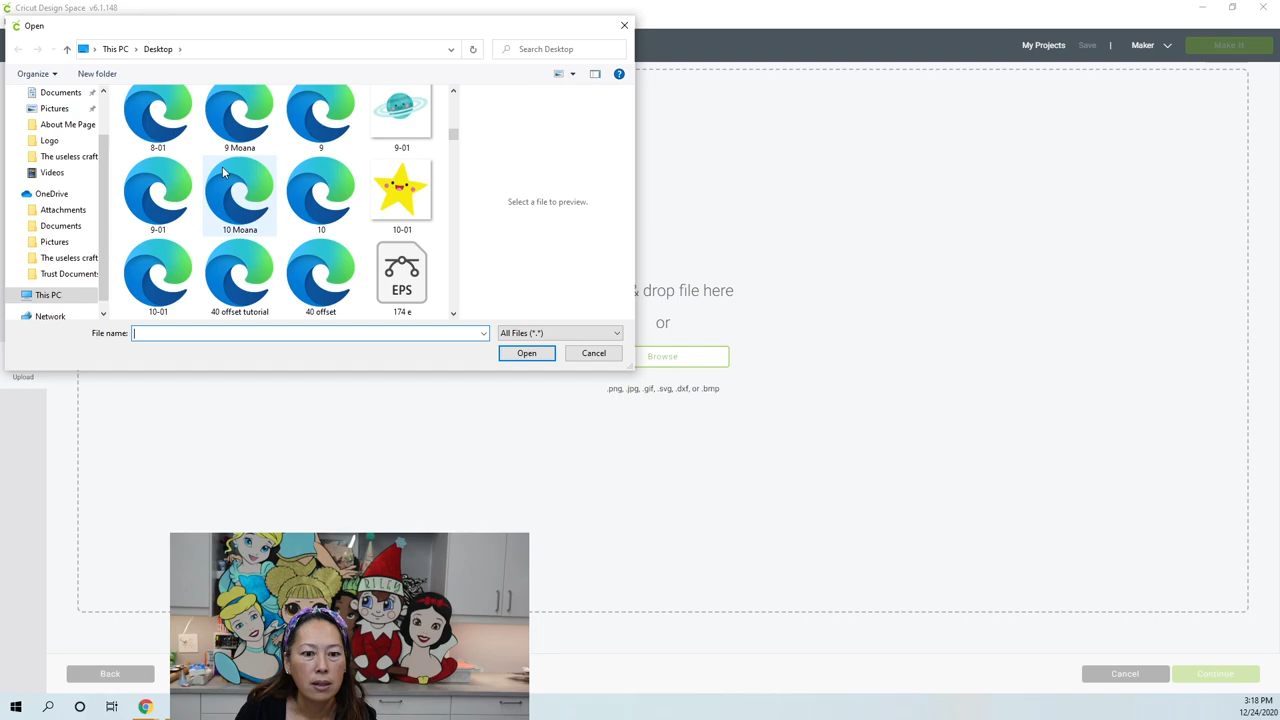 Cricut Design Space v6.1.148
Open
This PC
Desktop
Search Desktop
My Projects
Save
|
Maker
Make It
Organize
New folder
Documents
Pictures
About Me Page
Logo
The useless craft
Videos
OneDrive
Attachments
Documents
Pictures
The useless craft
Trust Documents
This PC
Network
8-01
9 Moana
9
9-01
9-01
10 Moana
10
10-01
EPS
10-01
40 offset tutorial
40 offset
174 e
Select a file to preview.
File name:
All Files (*.*)
Open
Cancel
& drop file here
or
Browse
.png, .jpg, .gif, .svg, .dxf, or .bmp
Upload
RILEY
Back
Cancel
Continue
3:18 PM
12/24/2020